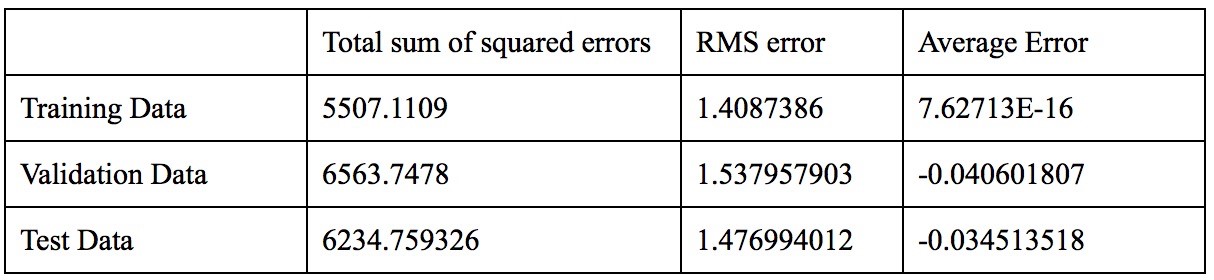 Total sum of squared errors RMS error Average Error
Training Data 5507.1109 1.4087386 7.62713E-16
Validation Data 6563.7478 1.537957903 -0.040601807
Test Data 6234.759326 1.476994012 -0.034513518